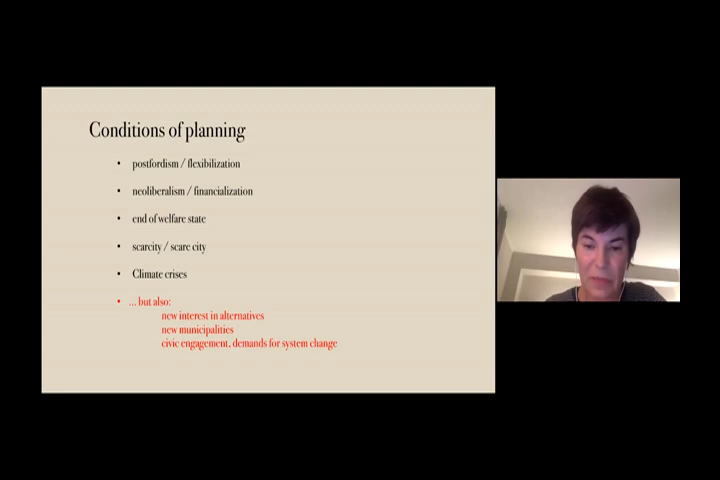 Conditions of planning
• postfordism / flexibilization
• neoliberalism / financialization
• end of welfare state
• scarcity / scare city
• Climate crises
• ... but also:
new interest in alternatives
new municipalities
civic engagement, demands for system change